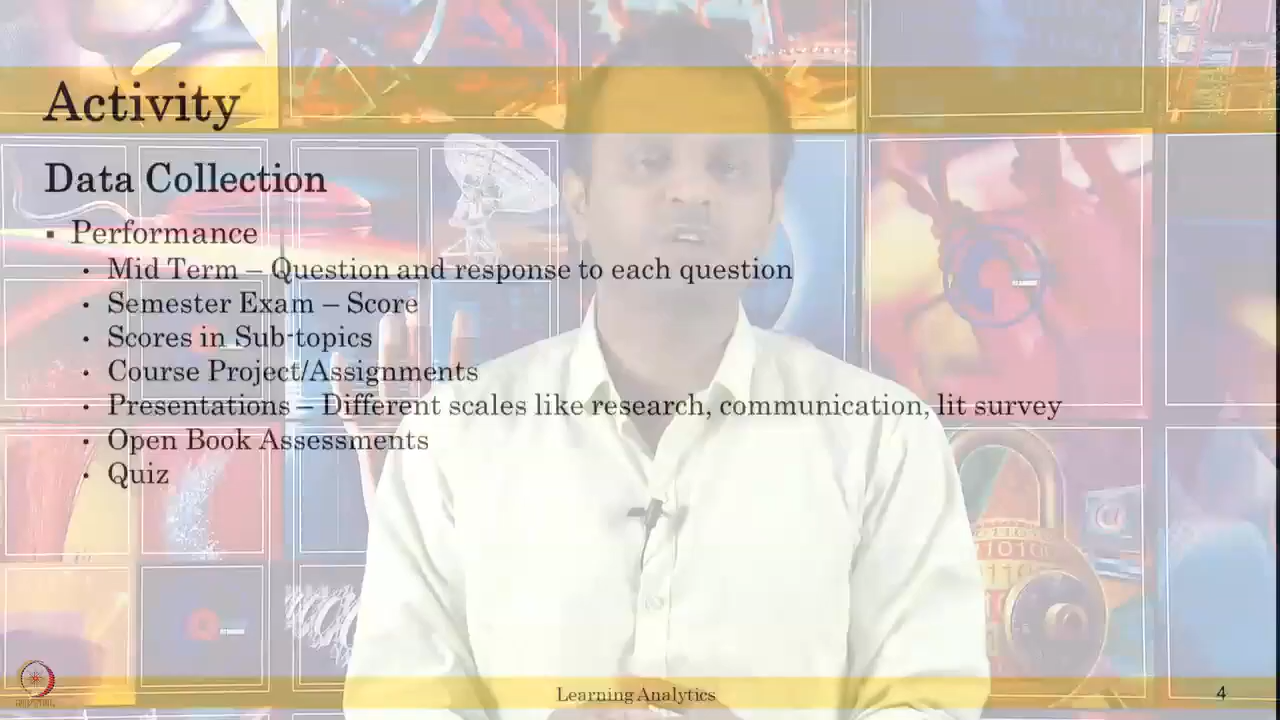 Activity
Data Collection
▪ Performance
• Mid Term – Question and response to each question
• Semester Exam – Score
• Scores in Sub-topics
• Course Project/Assignments
• Presentations – Different scales like research, communication, lit survey
• Open Book Assessments
• Quiz
Learning Analytics
4